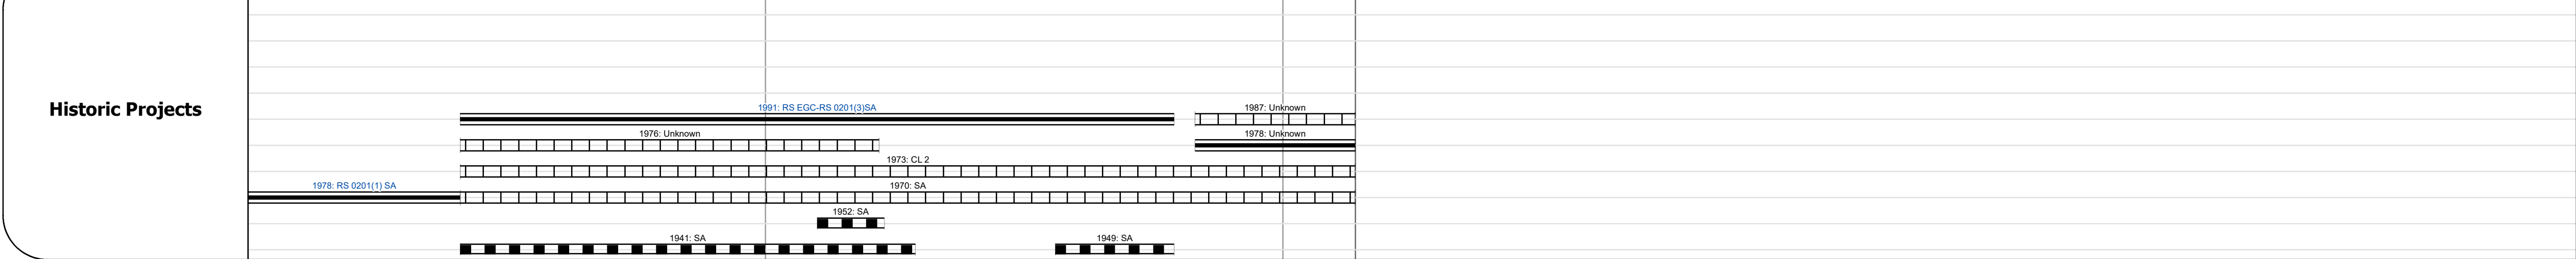 Historic Projects
1991: RS EGC-RS 0201(3)SA
1987: Unknown
1976: Unknown
1978: Unknown
1973: CL 2
1978: RS 0201(1) SA
1970: SA
1952: SA
1941: SA
1949: SA